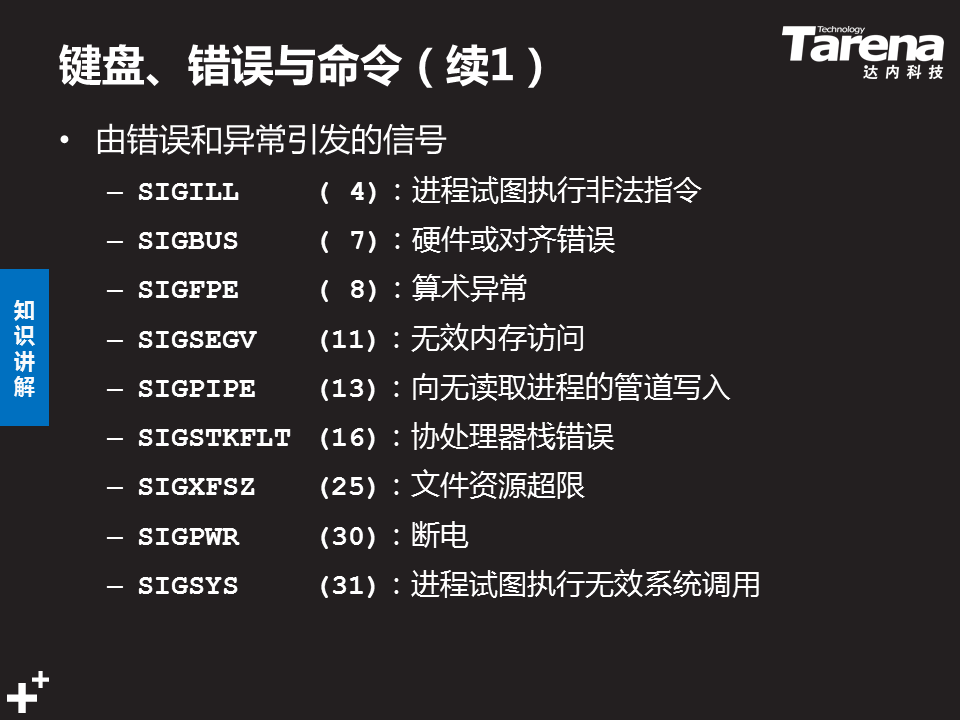 键盘、错误与命令（续1）
Technology
Tarena
达内科技
• 由错误和异常引发的信号
– SIGILL ( 4)：进程试图执行非法指令
– SIGBUS ( 7)：硬件或对齐错误
– SIGFPE ( 8)：算术异常
– SIGSEGV (11)：无效内存访问
– SIGPIPE (13)：向无读取进程的管道写入
– SIGSTKFLT (16)：协处理器栈错误
– SIGXFSZ (25)：文件资源超限
– SIGPWR (30)：断电
– SIGSYS (31)：进程试图执行无效系统调用
知识讲解